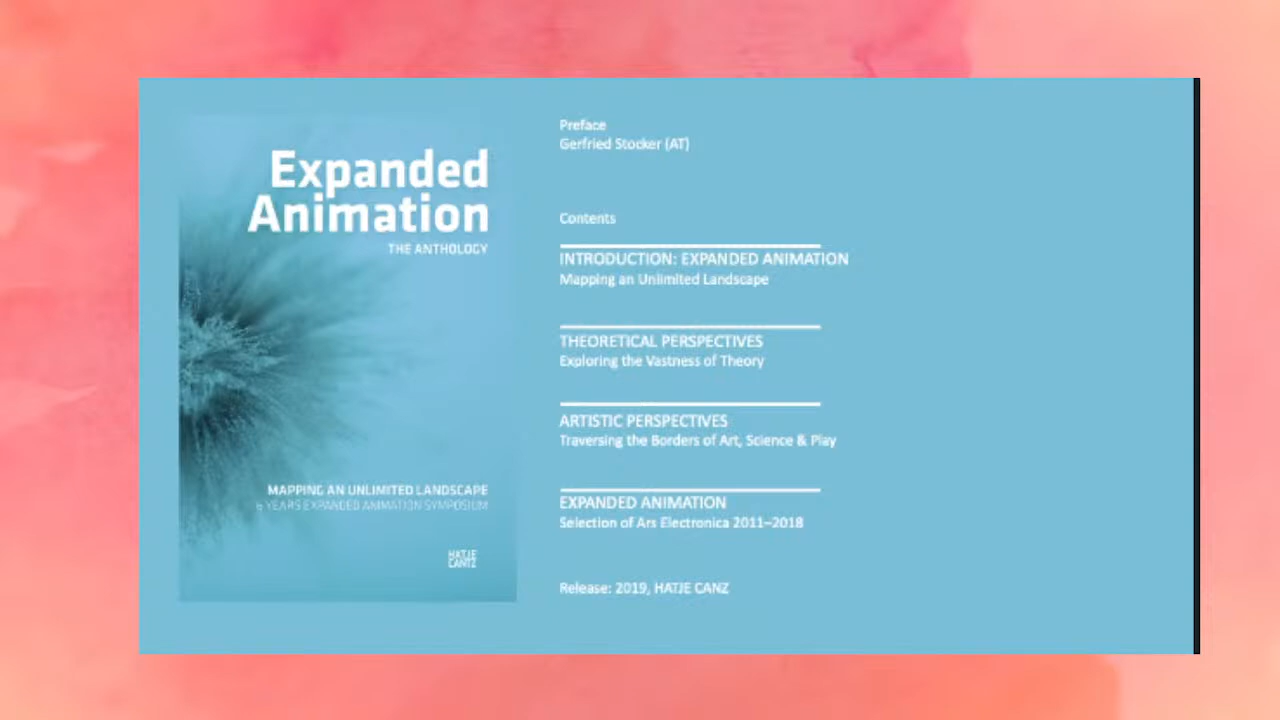 Expanded
Animation
THE ANTHOLOGY
MAPPING AN UNLIMITED LANDSCAPE
6 YEARS EXPANDED ANIMATION SYMPOSIUM
HATJE
CANTZ
Preface
Gerfried Stocker (AT)
Contents
INTRODUCTION: EXPANDED ANIMATION
Mapping an Unlimited Landscape
THEORETICAL PERSPECTIVES
Exploring the Vastness of Theory
ARTISTIC PERSPECTIVES
Traversing the Borders of Art, Science & Play
EXPANDED ANIMATION
Selection of Ars Electronica 2011–2018
Release: 2019, HATJE CANZ